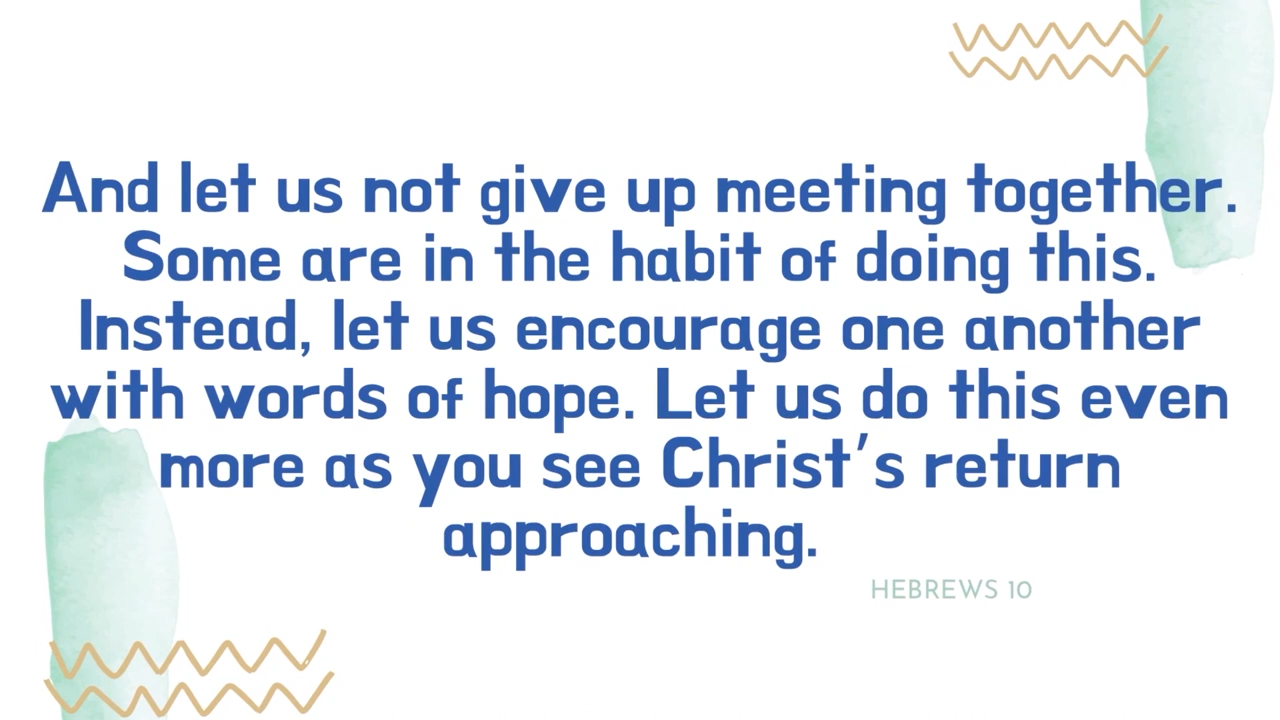 And let us not give up meeting together.
Some are in the habit of doing this.
Instead, let us encourage one another
with words of hope. Let us do this even
more as you see Christ's return
approaching.
HEBREWS 10